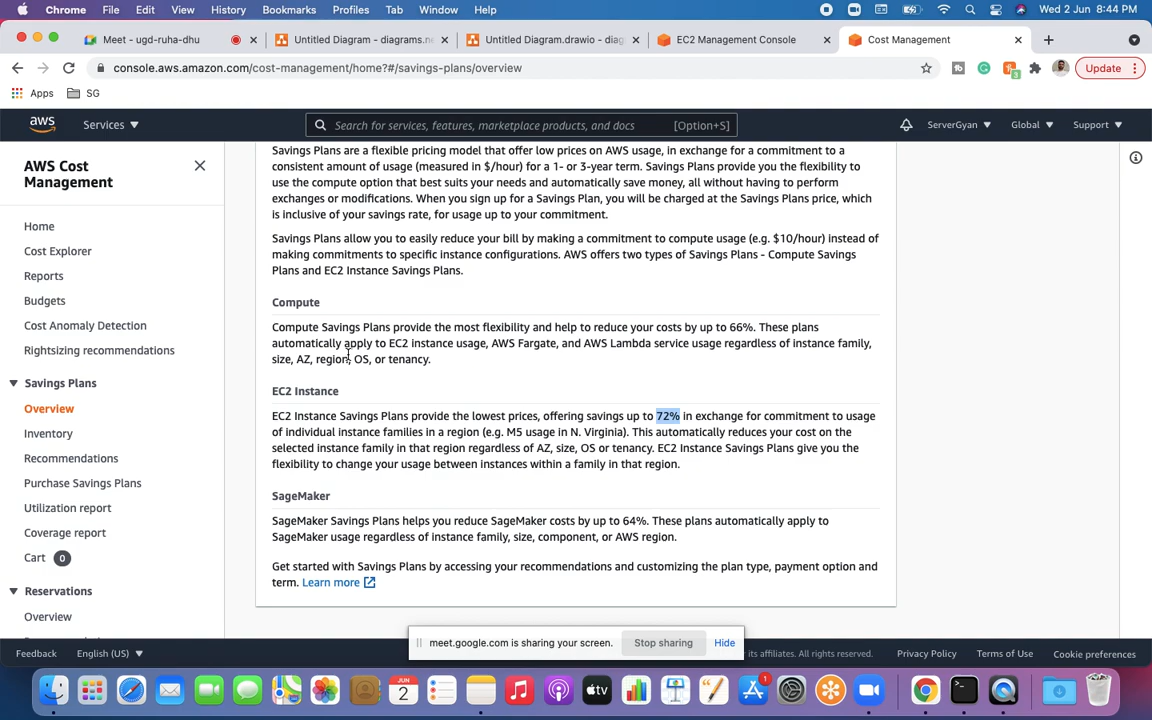 Chrome File Edit View History Bookmarks Profiles Tab Window Help Wed 2 Jun 8:44 PM
Meet - ugd-ruha-dhu Untitled Diagram - diagrams.ne Untitled Diagram.drawio - diag EC2 Management Console Cost Management
console.aws.amazon.com/cost-management/home?#/savings-plans/overview Update
Apps SG
aws Services Search for services, features, marketplace products, and docs [Option+S] ServerGyan Global Support
AWS Cost
Management
Home
Cost Explorer
Reports
Budgets
Cost Anomaly Detection
Rightsizing recommendations
Savings Plans
Overview
Inventory
Recommendations
Purchase Savings Plans
Utilization report
Coverage report
Cart 0
Reservations
Overview
Savings Plans are a flexible pricing model that offer low prices on AWS usage, in exchange for a commitment to a
consistent amount of usage (measured in $/hour) for a 1- or 3-year term. Savings Plans provide you the flexibility to
use the compute option that best suits your needs and automatically save money, all without having to perform
exchanges or modifications. When you sign up for a Savings Plan, you will be charged at the Savings Plans price, which
is inclusive of your savings rate, for usage up to your commitment.
Savings Plans allow you to easily reduce your bill by making a commitment to compute usage (e.g. $10/hour) instead of
making commitments to specific instance configurations. AWS offers two types of Savings Plans - Compute Savings
Plans and EC2 Instance Savings Plans.
Compute
Compute Savings Plans provide the most flexibility and help to reduce your costs by up to 66%. These plans
automatically apply to EC2 instance usage, AWS Fargate, and AWS Lambda service usage regardless of instance family,
size, AZ, region, OS, or tenancy.
EC2 Instance
EC2 Instance Savings Plans provide the lowest prices, offering savings up to 72% in exchange for commitment to usage
of individual instance families in a region (e.g. M5 usage in N. Virginia). This automatically reduces your cost on the
selected instance family in that region regardless of AZ, size, OS or tenancy. EC2 Instance Savings Plans give you the
flexibility to change your usage between instances within a family in that region.
SageMaker
SageMaker Savings Plans helps you reduce SageMaker costs by up to 64%. These plans automatically apply to
SageMaker usage regardless of instance family, size, component, or AWS region.
Get started with Savings Plans by accessing your recommendations and customizing the plan type, payment option and
term. Learn more
meet.google.com is sharing your screen. Stop sharing Hide
Feedback English (US) its affiliates. All rights reserved. Privacy Policy Terms of Use Cookie preferences
JUN
2
tv
1